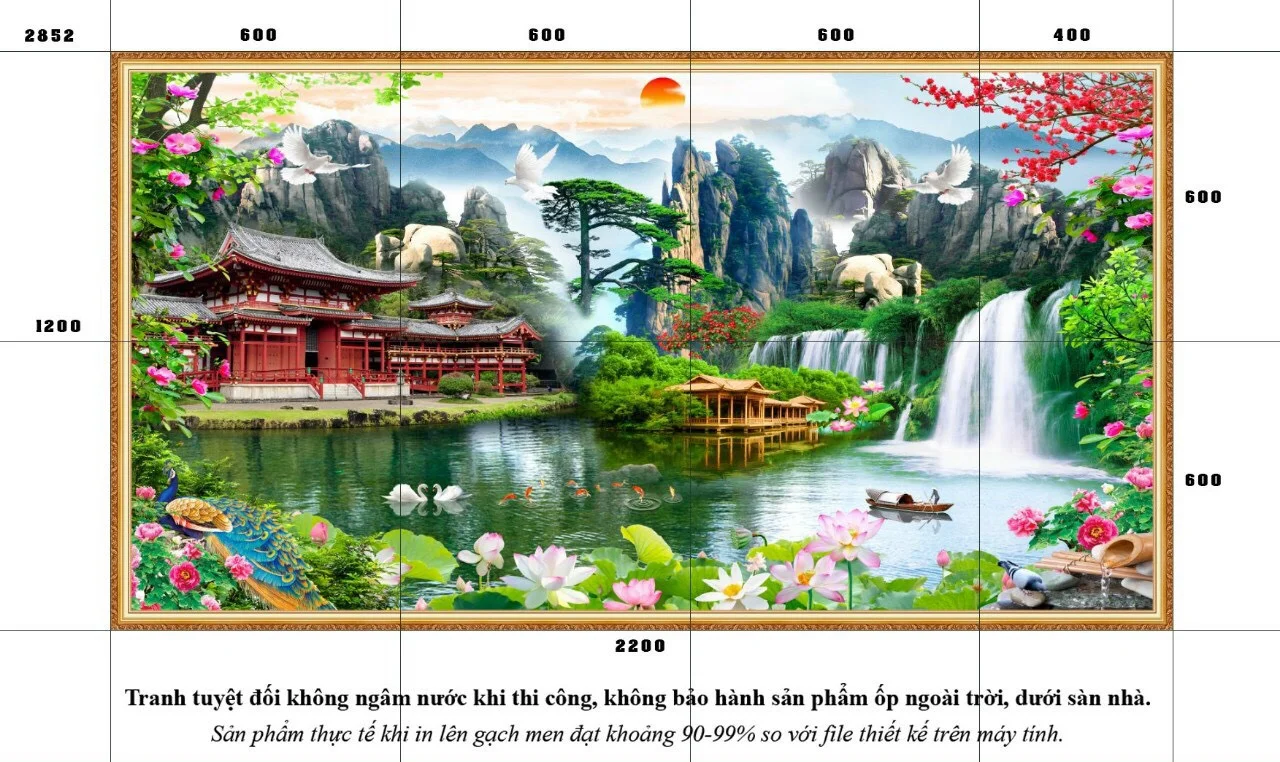 2852 600 600 600 400
600
1200
600
2200
Tranh tuyệt đối không ngâm nước khi thi công, không bảo hành sản phẩm ốp ngoài trời, dưới sàn nhà.
Sản phẩm thực tế khi in lên gạch men đạt khoảng 90-99% so với file thiết kế trên máy tính.